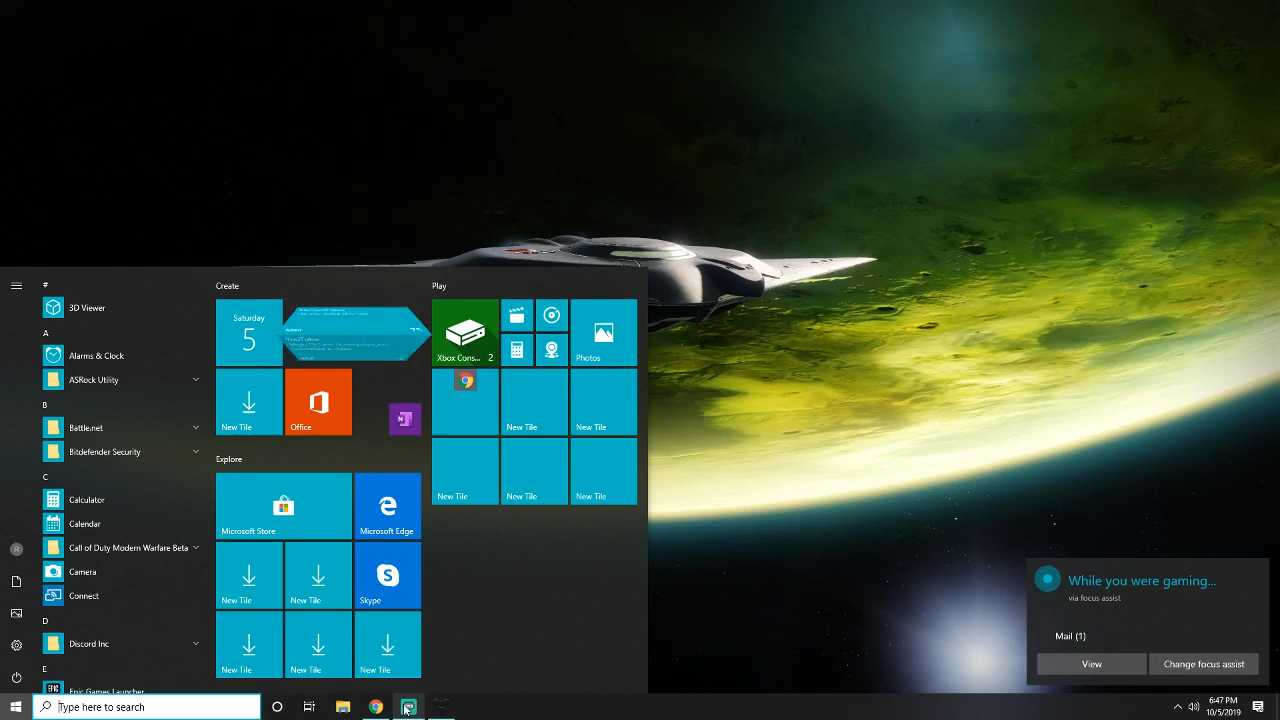 #
3D Viewer
A
Alarms & Clock
ASRock Utility
B
Battle.net
Bitdefender Security
C
Calculator
Calendar
Call of Duty Modern Warfare Beta
Camera
Connect
D
Discord Inc
E
Epic Games Launcher
Create
Saturday
5
New Tile
Office
N
Explore
Microsoft Store
Microsoft Edge
New Tile
New Tile
Skype
New Tile
New Tile
New Tile
Play
Xbox Cons... 2
Photos
New Tile
New Tile
New Tile
New Tile
New Tile
While you were gaming...
via focus assist
Mail (1)
View
Change focus assist
Type here to search
6:47 PM
10/5/2019